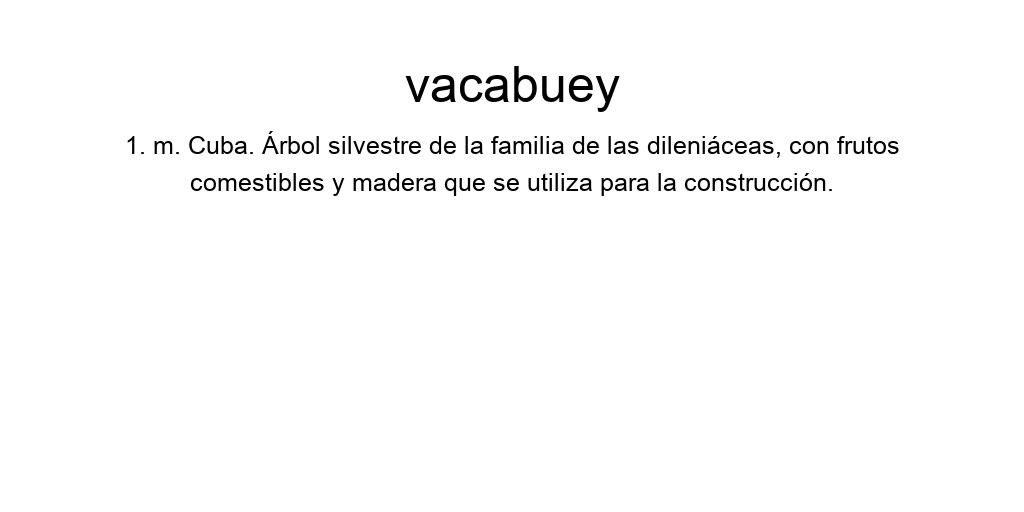 vacabuey
1. m. Cuba. Árbol silvestre de la familia de las dileniáceas, con frutos
comestibles y madera que se utiliza para la construcción.